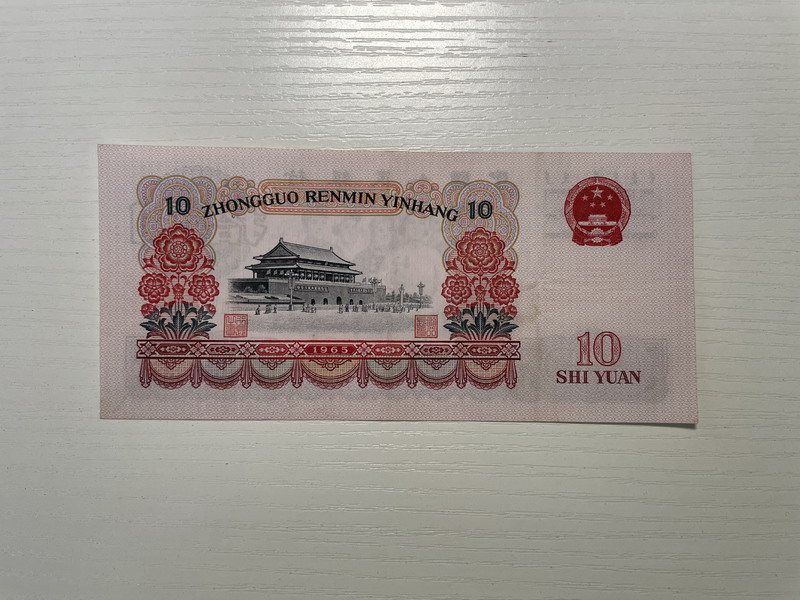 10 ZHONGGUO RENMIN YINHANG 10
1965
10
SHI YUAN